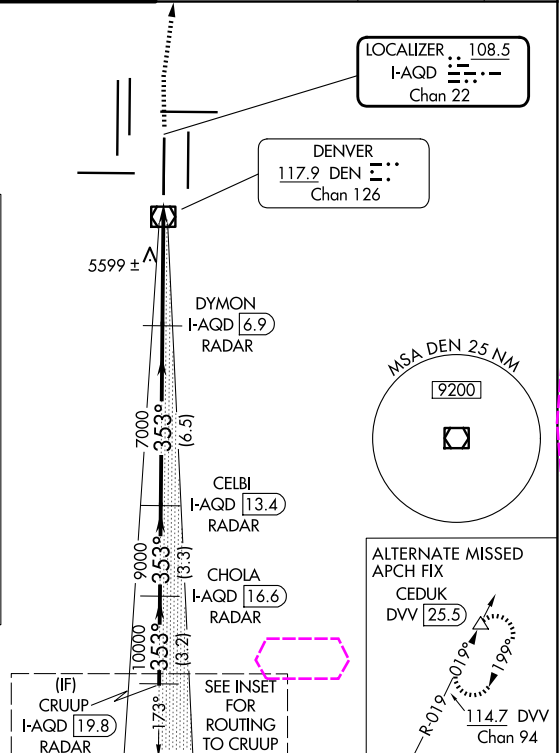 LOCALIZER 108.5
I-AQD
Chan 22
DENVER
117.9 DEN
Chan 126
5599 ±
DYMON
I-AQD 6.9
RADAR
MSA DEN 25 NM
9200
7000
353°
(6.5)
CELBI
I-AQD 13.4
RADAR
9000
353°
(3.3)
CHOLA
I-AQD 16.6
RADAR
10000
353°
(3.2)
(IF)
CRUUP
I-AQD 19.8
RADAR
173°
SEE INSET
FOR
ROUTING
TO CRUUP
ALTERNATE MISSED
APCH FIX
CEDUK
DVV 25.5
019°
199°
R-019
114.7 DVV
Chan 94